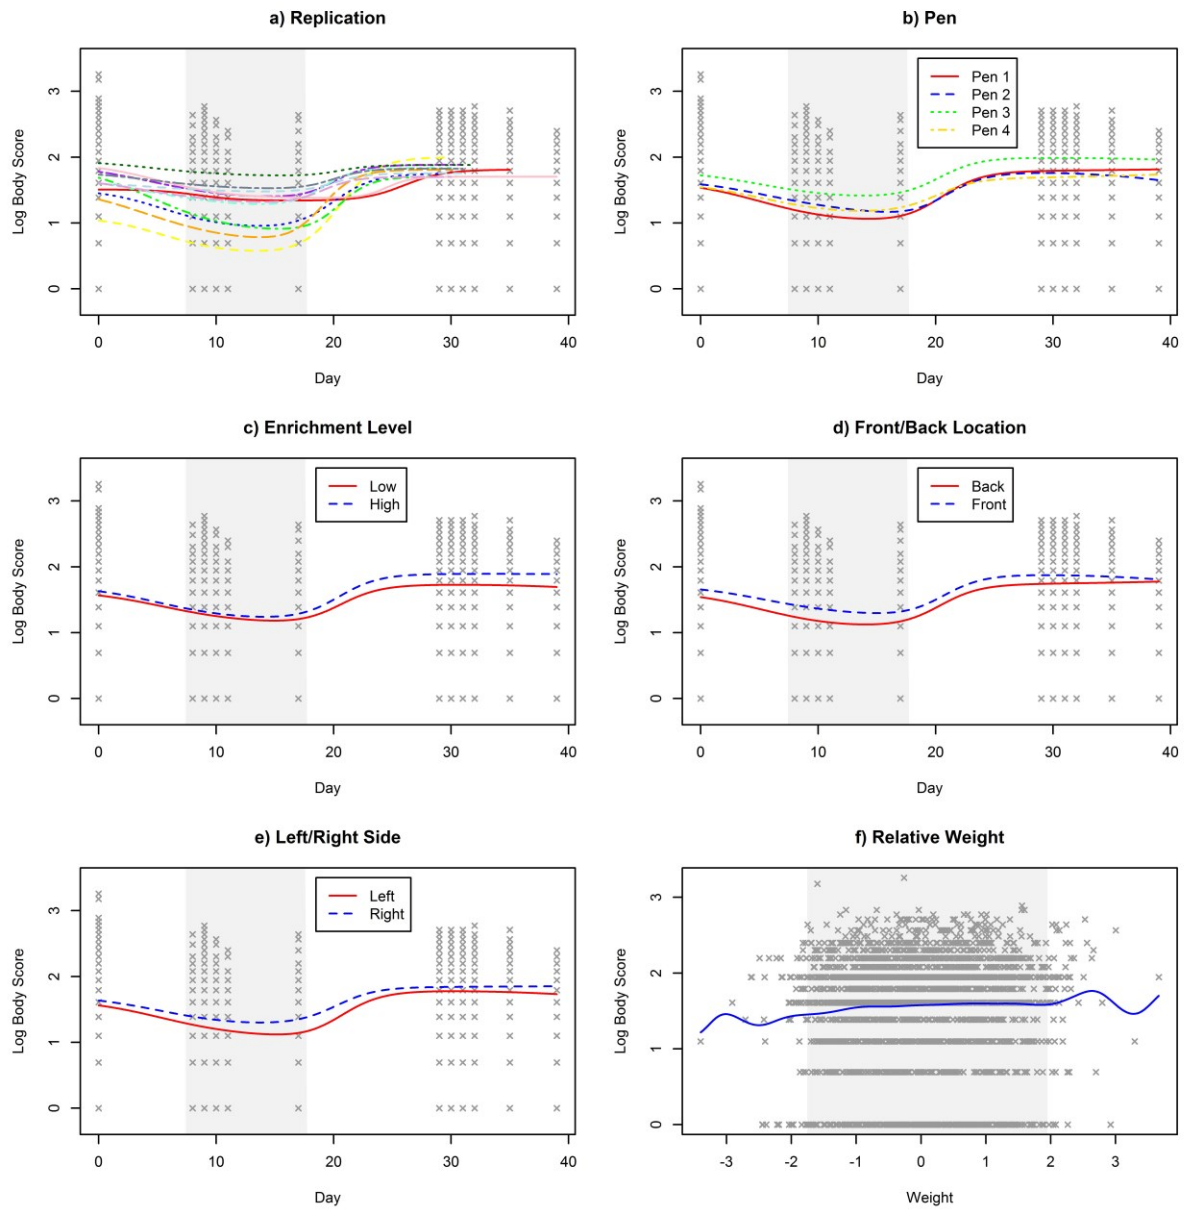 a) Replication
Log Body Score
3
2
1
0
0 10 20 30 40
Day
b) Pen
Log Body Score
3
2
1
0
Pen 1
Pen 2
Pen 3
Pen 4
0 10 20 30 40
Day
c) Enrichment Level
Log Body Score
3
2
1
0
Low
High
0 10 20 30 40
Day
d) Front/Back Location
Log Body Score
3
2
1
0
Back
Front
0 10 20 30 40
Day
e) Left/Right Side
Log Body Score
3
2
1
0
Left
Right
0 10 20 30 40
Day
f) Relative Weight
Log Body Score
3
2
1
0
-3 -2 -1 0 1 2 3
Weight